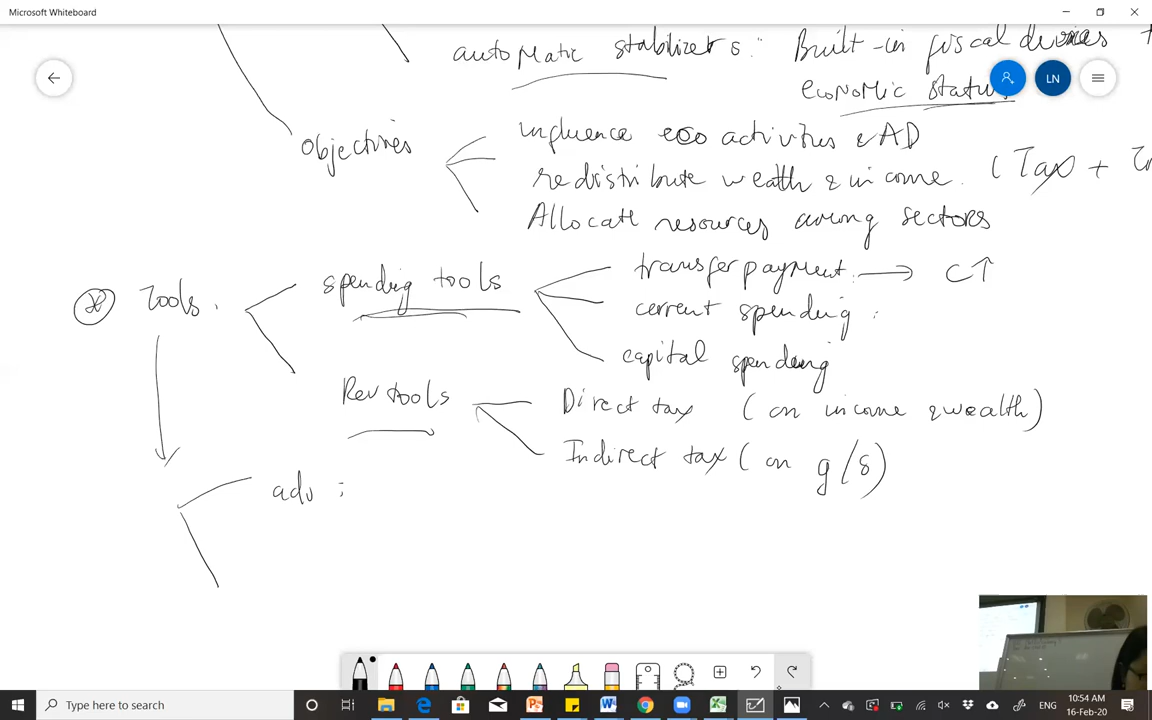 Microsoft Whiteboard
automatic stabilizers: Built-in fiscal devices
economic status
LN
objectives
Influence eco activities & AD
redistribute wealth & income. (Tax +
Allocate resources among sectors
Tools.
spending tools
transfer payment. → C↑
current spending:
capital spending
Rev tools
Direct tax (on income & wealth)
Indirect tax (on g/s)
adv :
Type here to search
ENG
10:54 AM
16-Feb-20